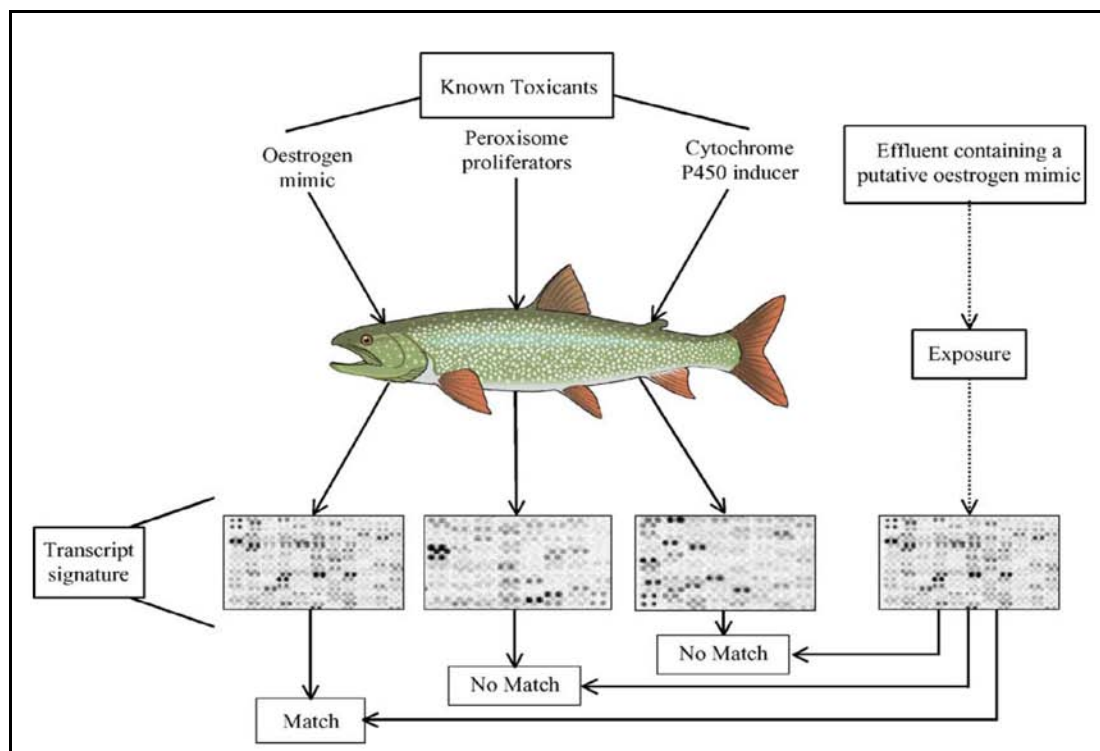 Known Toxicants
Oestrogen
mimic
Peroxisome
proliferators
Cytochrome
P450 inducer
Effluent containing a
putative oestrogen mimic
Exposure
Transcript
signature
No Match
No Match
Match